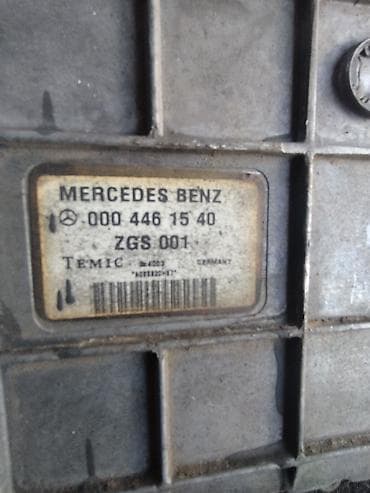 MERCEDES BENZ
000 446 15 40
ZGS 001
TEMIC GERMANY